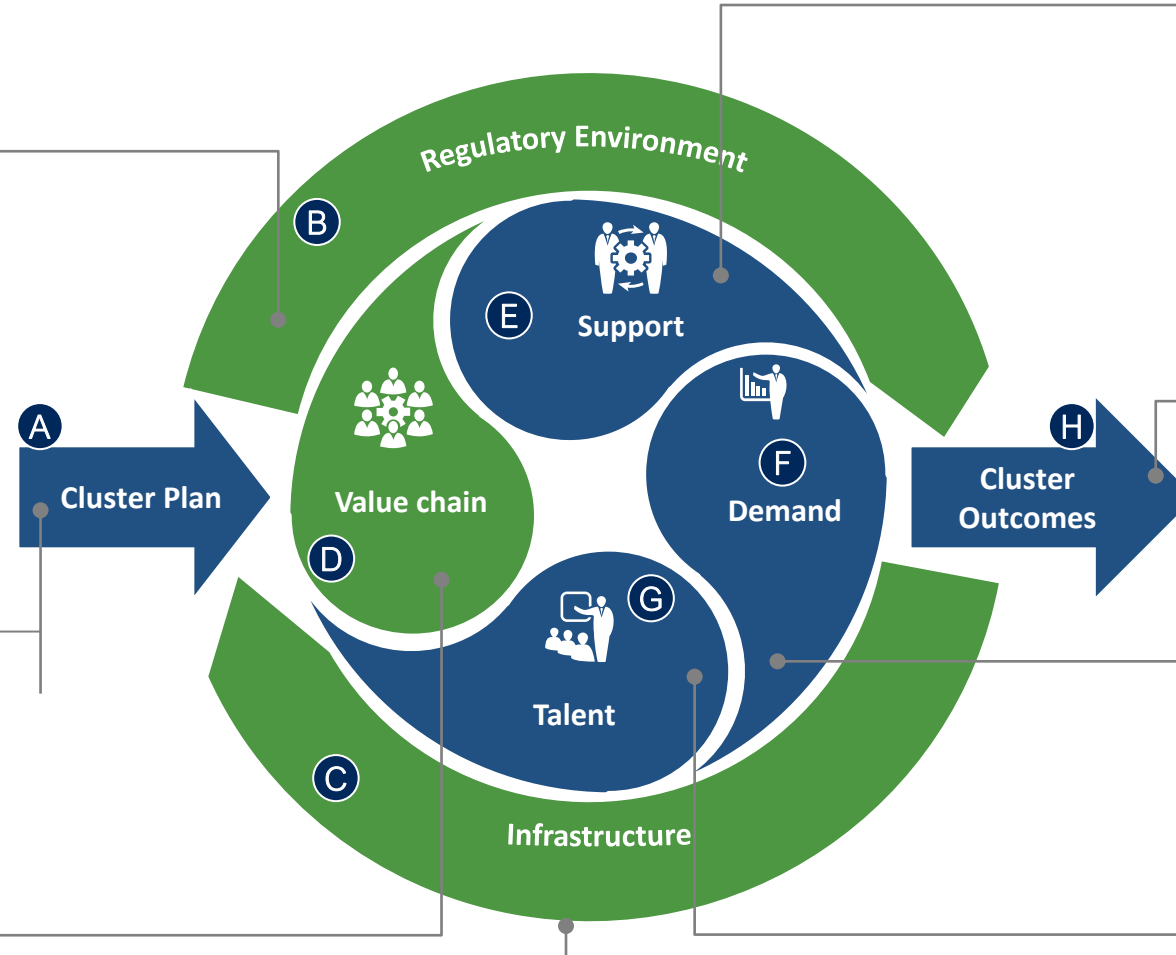 Regulatory Environment
B
E
Support
A
Cluster Plan
Value chain
D
F
Demand
H
Cluster
Outcomes
G
Talent
C
Infrastructure